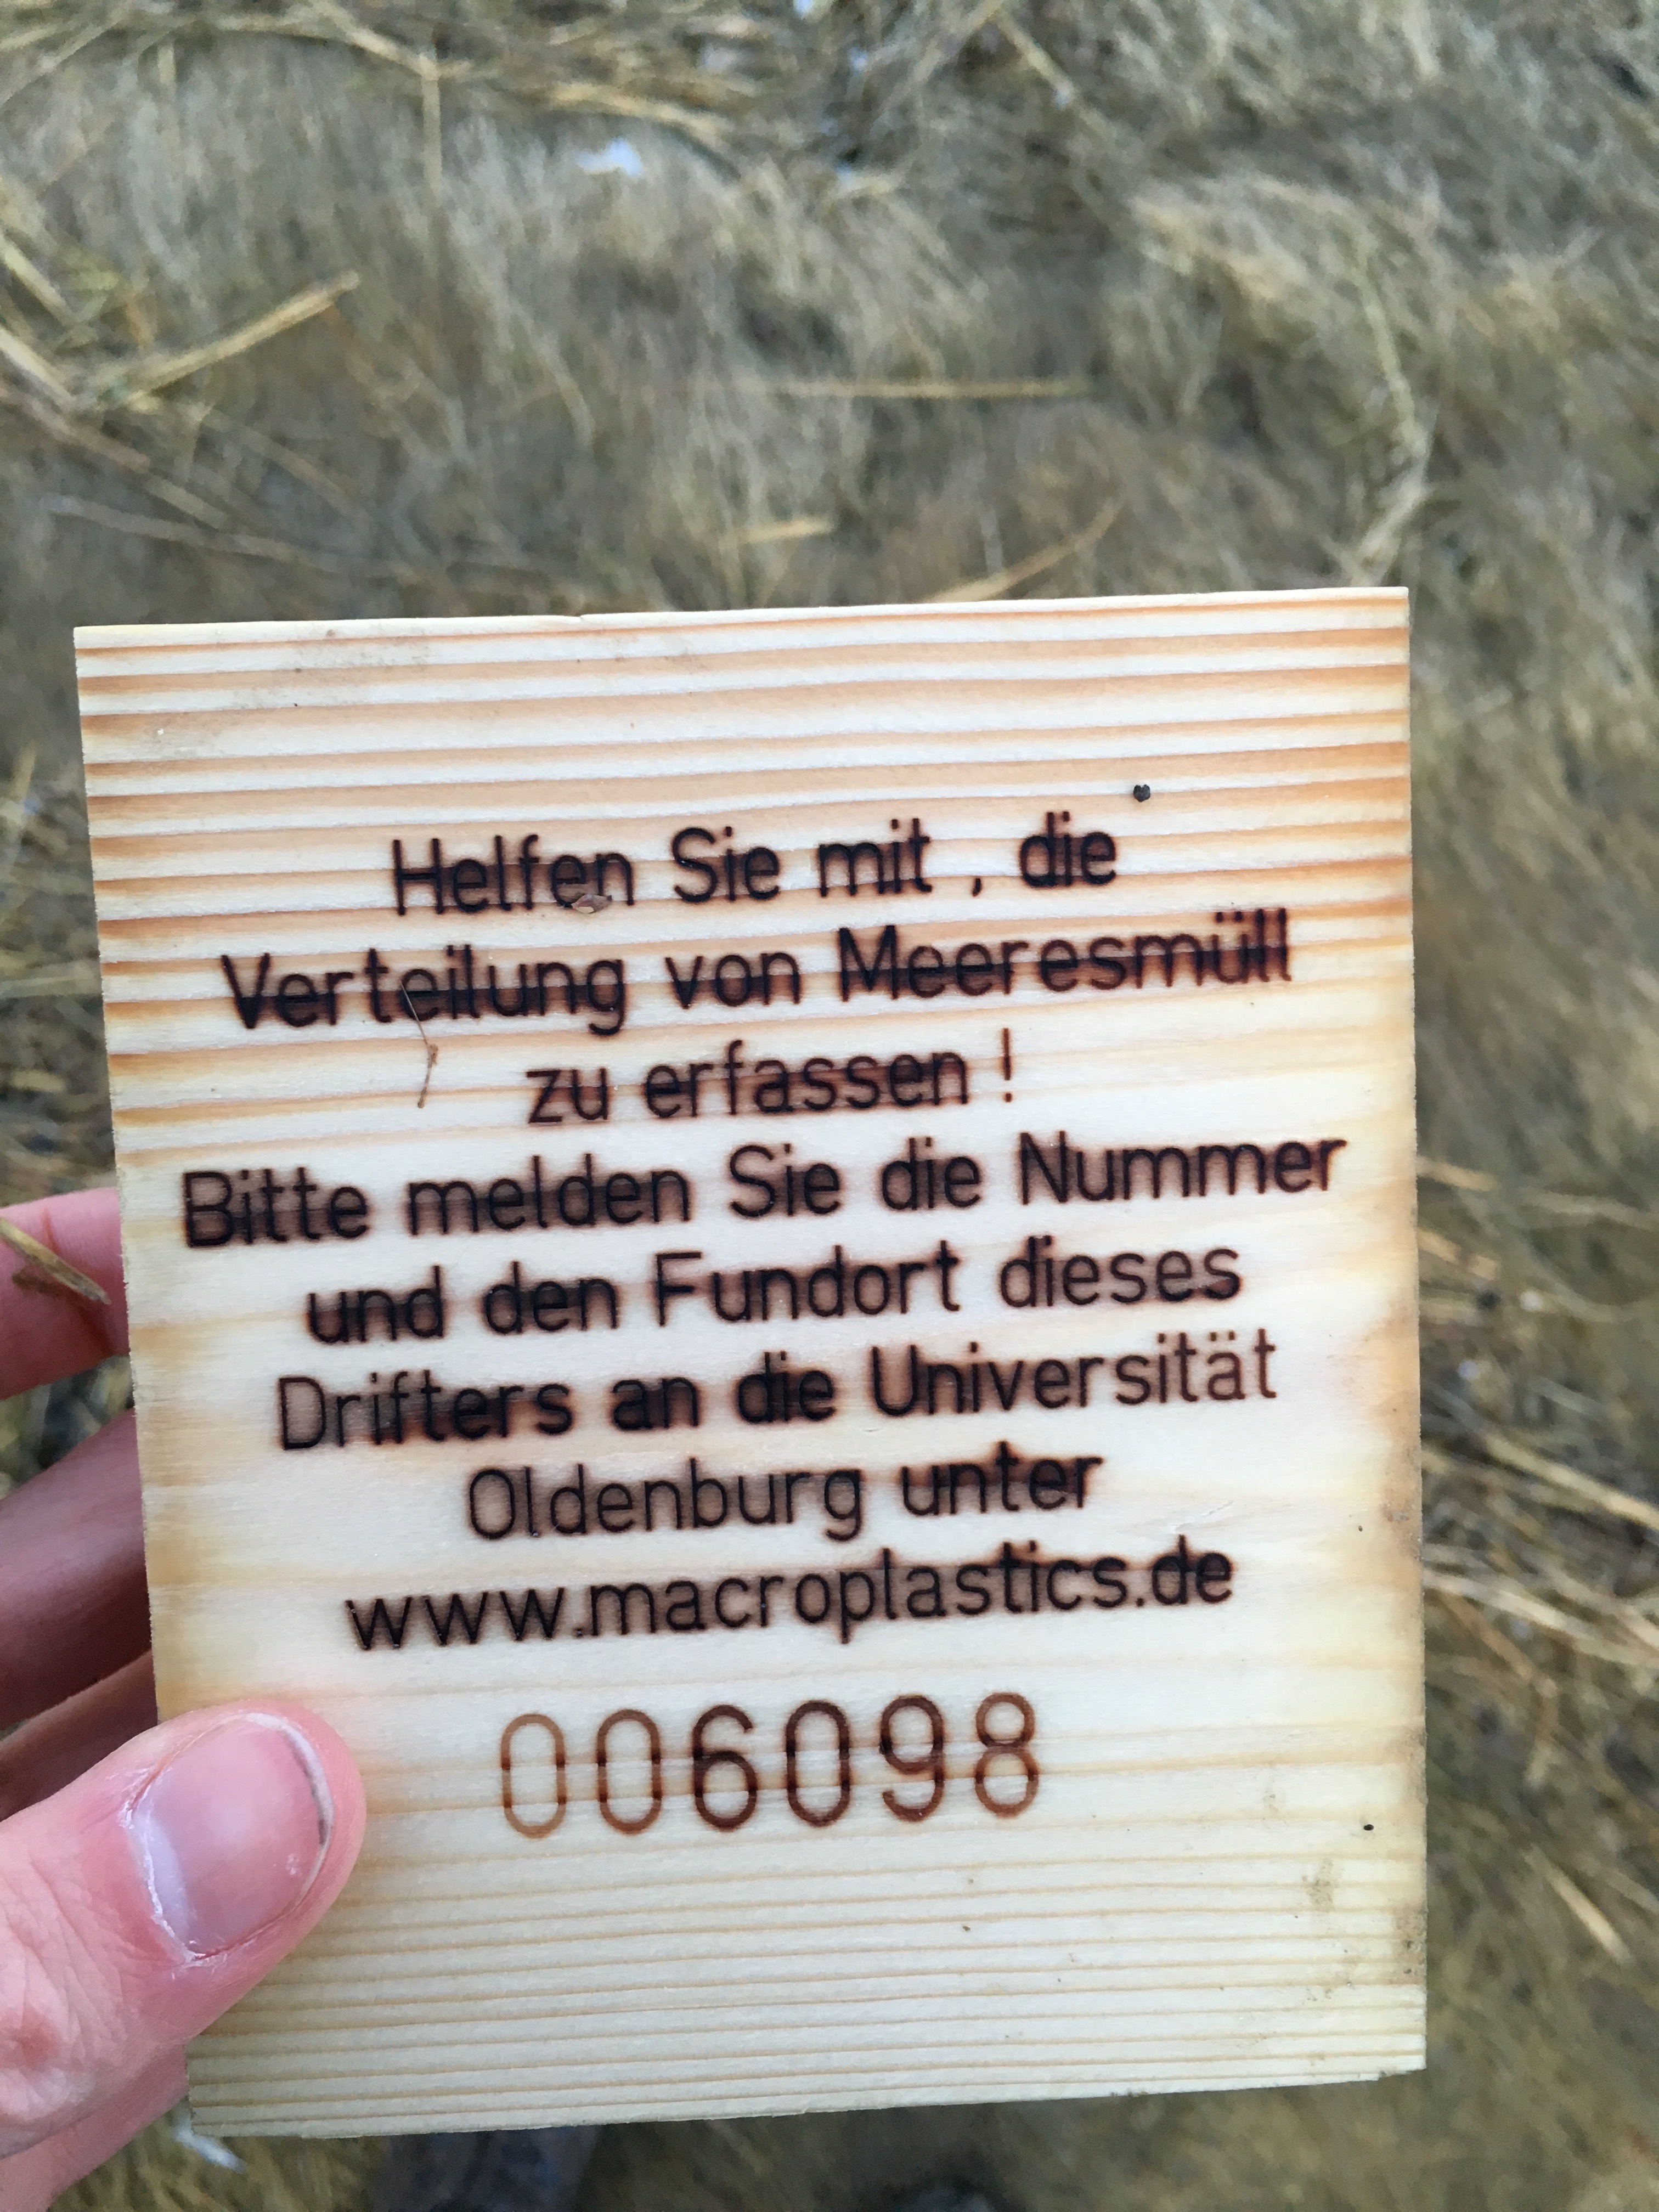 Helfen Sie mit , die
Verteilung von Meeresmüll
zu erfassen !
Bitte melden Sie die Nummer
und den Fundort dieses
Drifters an die Universität
Oldenburg unter
www.macroplastics.de
006098